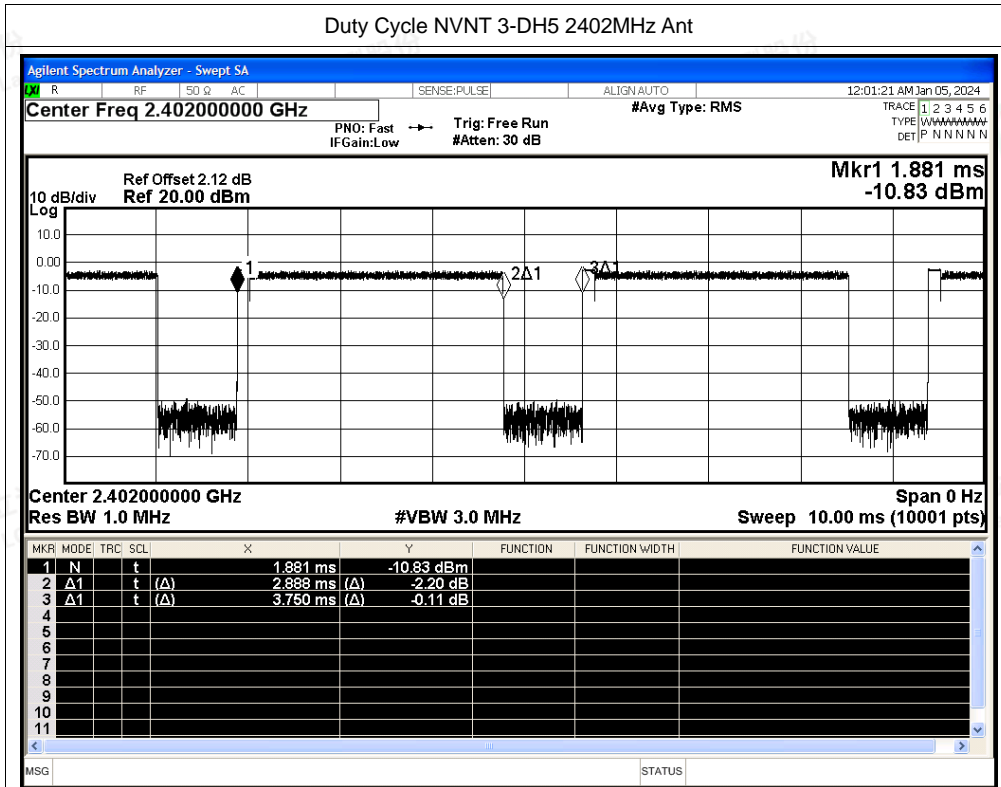 Duty Cycle NVNT 3-DH5 2402MHz Ant
Agilent Spectrum Analyzer - Swept SA
LXI R RF 50 Ω AC SENSE:PULSE ALIGN AUTO 12:01:21 AM Jan 05, 2024
Center Freq 2.402000000 GHz #Avg Type: RMS TRACE 1 2 3 4 5 6
PNO: Fast Trig: Free Run TYPE WWWWWW
IFGain:Low #Atten: 30 dB DET P N N N N N
Mkr1 1.881 ms
Ref Offset 2.12 dB
10 dB/div Ref 20.00 dBm -10.83 dBm
Log
10.0
0.00
1 2Δ1 3Δ1
-10.0
-20.0
-30.0
-40.0
-50.0
-60.0
-70.0
Center 2.402000000 GHz Span 0 Hz
Res BW 1.0 MHz #VBW 3.0 MHz Sweep 10.00 ms (10001 pts)
MKR MODE TRC SCL X Y FUNCTION FUNCTION WIDTH FUNCTION VALUE
1 N t 1.881 ms -10.83 dBm
2 Δ1 t (Δ) 2.888 ms (Δ) -2.20 dB
3 Δ1 t (Δ) 3.750 ms (Δ) -0.11 dB
4
5
6
7
8
9
10
11
MSG STATUS